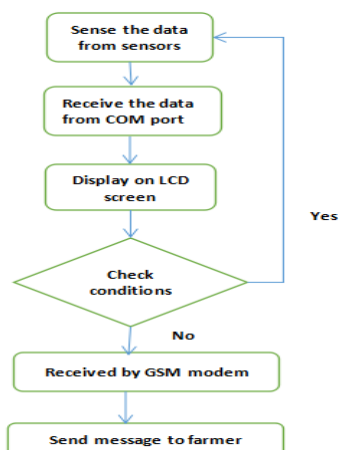 Sense the data
from sensors
Receive the data
from COM port
Display on LCD
screen
Yes
Check
conditions
No
Received by GSM modem
Send message to farmer